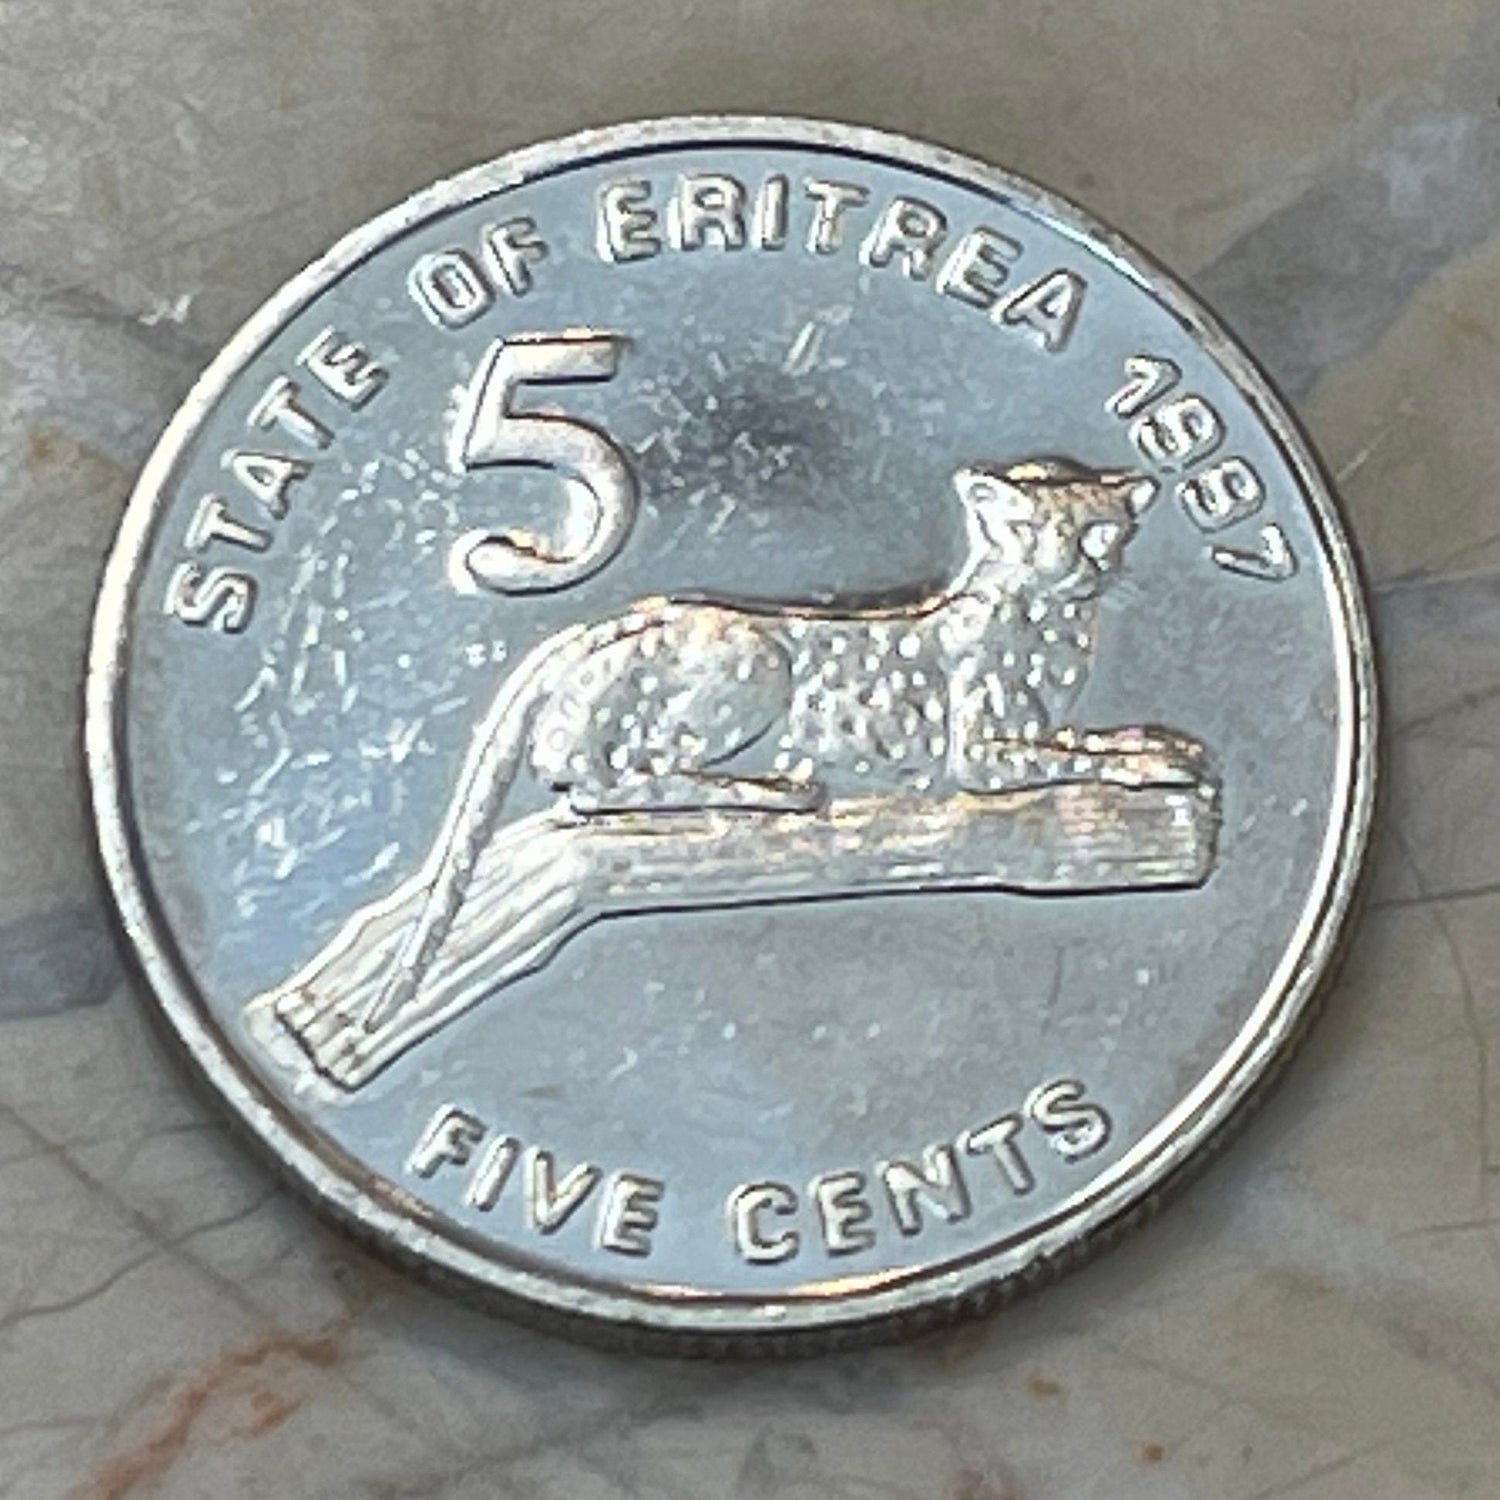 STATE OF ERITREA 1997
5
FIVE CENTS